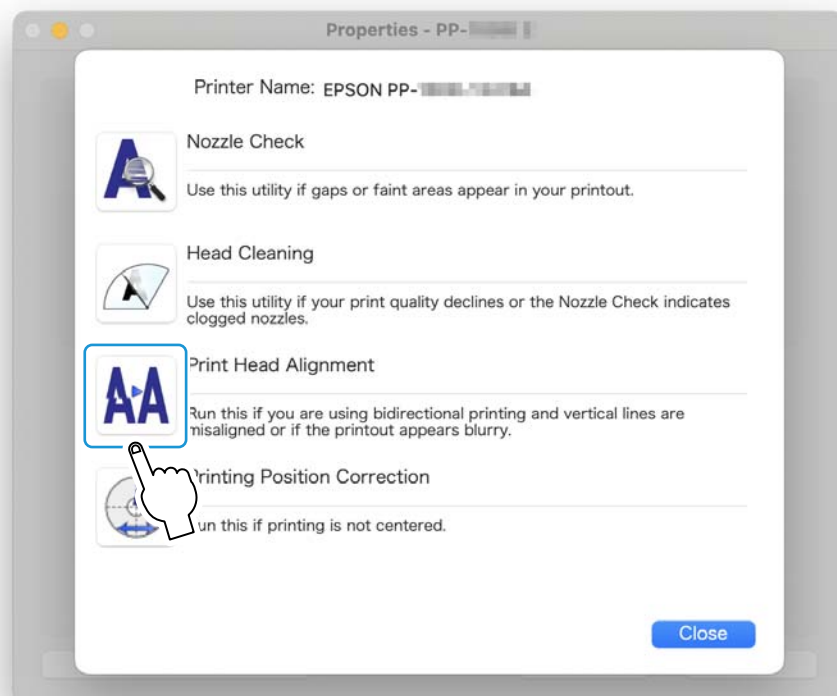 Properties - PP-
Printer Name: EPSON PP-
Nozzle Check
Use this utility if gaps or faint areas appear in your printout.
Head Cleaning
Use this utility if your print quality declines or the Nozzle Check indicates
clogged nozzles.
Print Head Alignment
Run this if you are using bidirectional printing and vertical lines are
misaligned or if the printout appears blurry.
Printing Position Correction
Run this if printing is not centered.
Close